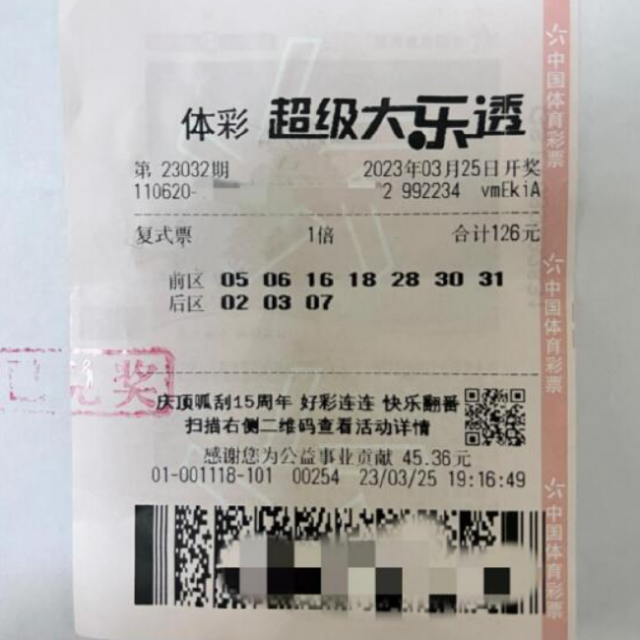 体彩 超级大乐透
第 23032期 2023年03月25日开奖
110620- 2 992234 vmEkiA
复式票 1倍 合计126元
前区 05 06 16 18 28 30 31
后区 02 03 07
已兑奖
庆顶呱刮15周年 好彩连连 快乐翻番
扫描右侧二维码查看活动详情
感谢您为公益事业贡献 45.36元
01-001118-101 00254 23/03/25 19:16:49
中国体育彩票
中国体育彩票
中国体育彩票